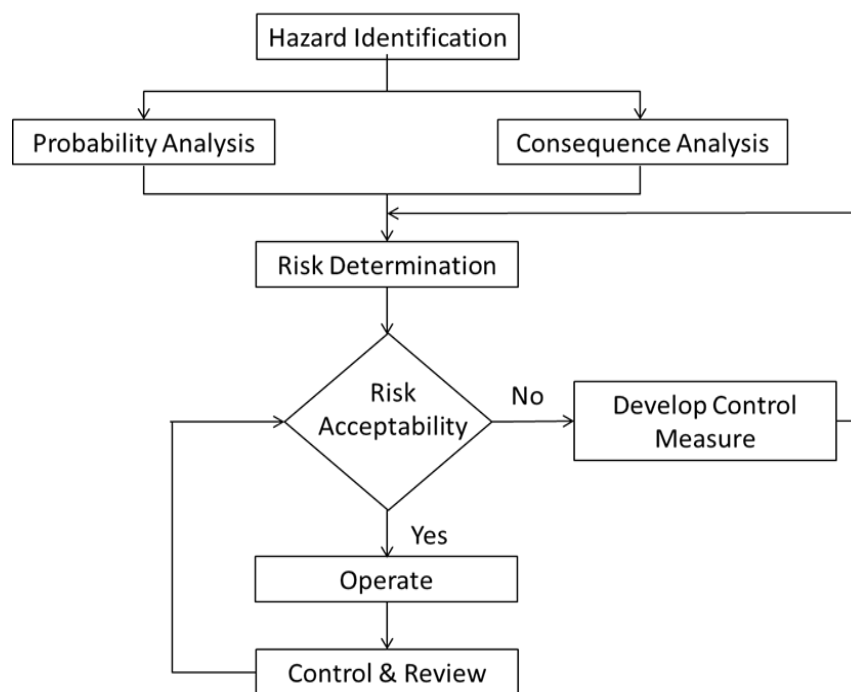 Hazard Identification
Probability Analysis
Consequence Analysis
Risk Determination
Risk
Acceptability
No
Develop Control
Measure
Yes
Operate
Control & Review